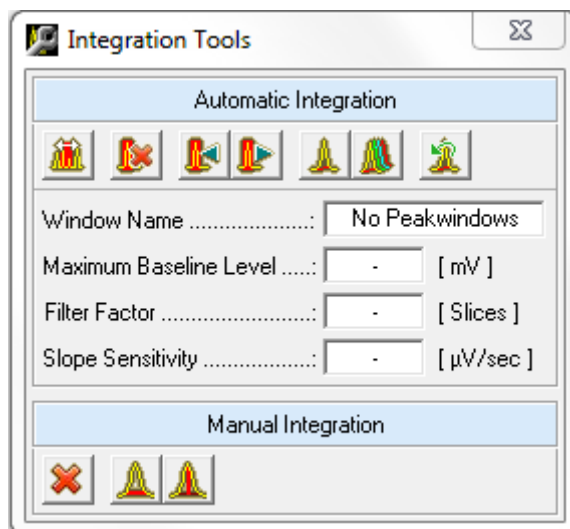 Integration Tools
Automatic Integration
Window Name ....................: No Peakwindows
Maximum Baseline Level .....: - [ mV ]
Filter Factor .........................: - [ Slices ]
Slope Sensitivity ..................: - [ µV/sec ]
Manual Integration